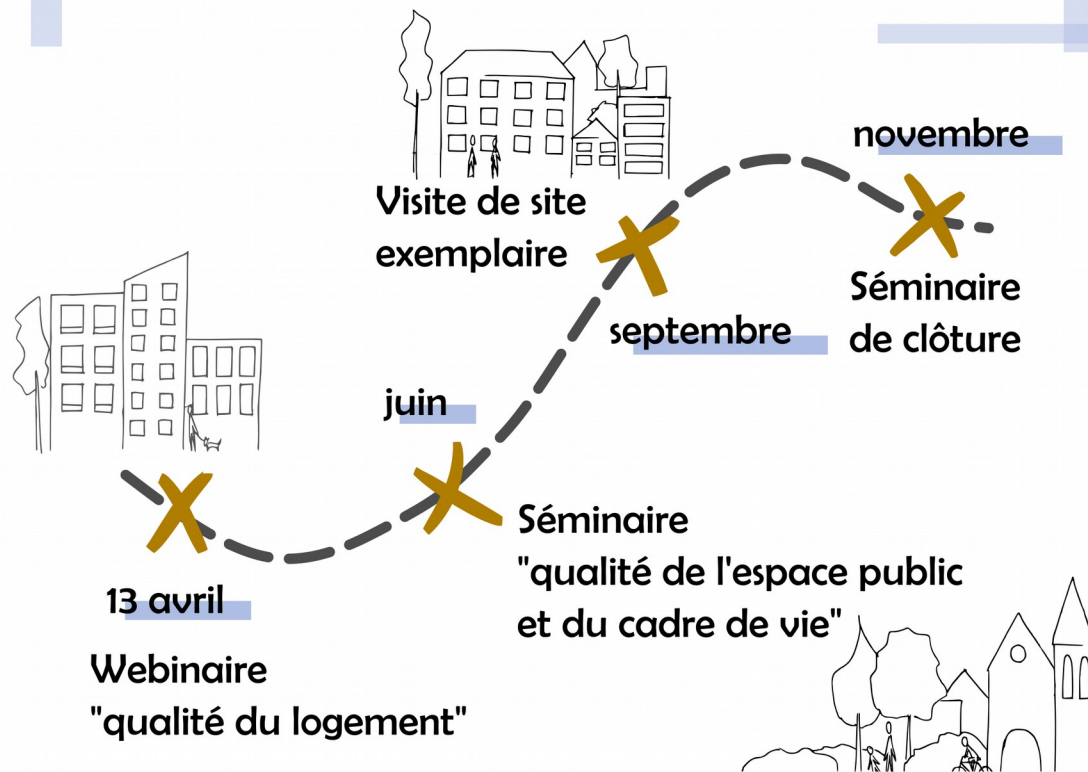 13 avril
Webinaire
"qualité du logement"
juin
Séminaire
"qualité de l'espace public
et du cadre de vie"
Visite de site
exemplaire
septembre
novembre
Séminaire
de clôture